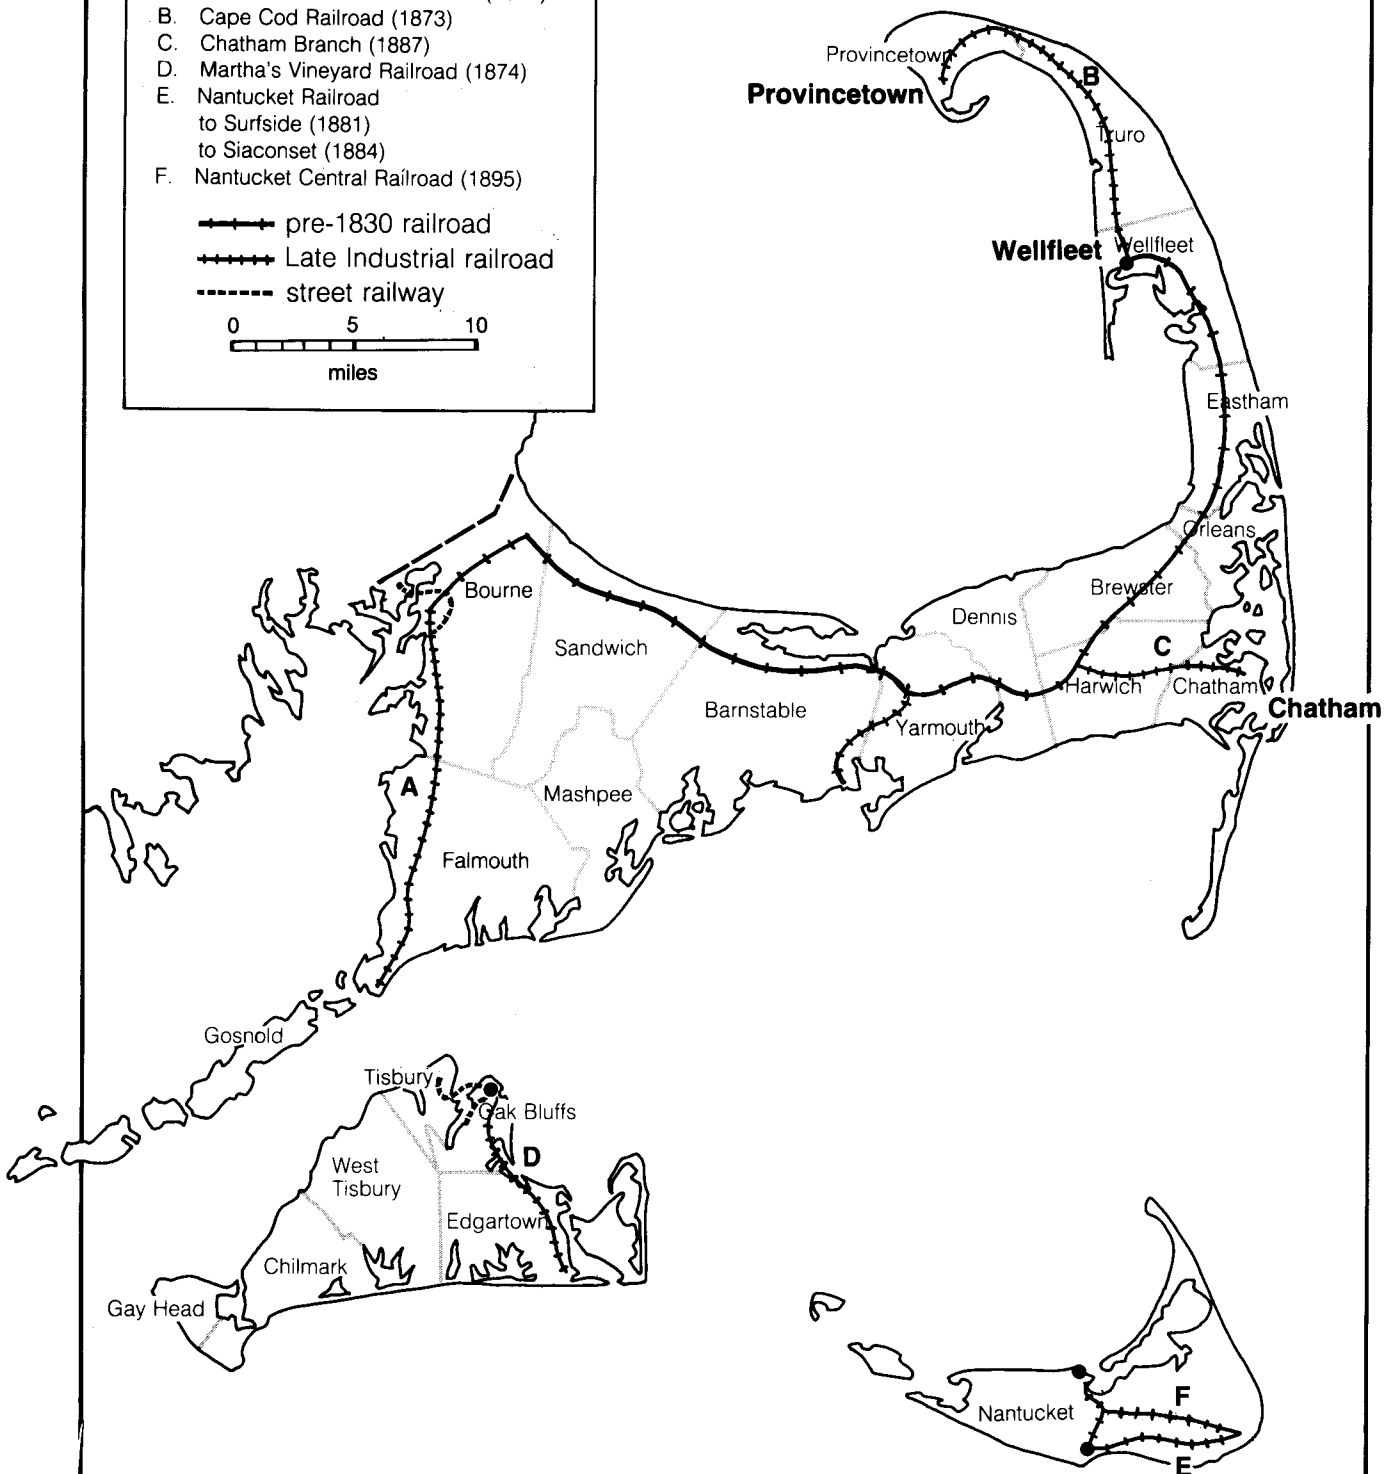 B. Cape Cod Railroad (1873)
C. Chatham Branch (1887)
D. Martha's Vineyard Railroad (1874)
E. Nantucket Railroad
to Surfside (1881)
to Siaconset (1884)
F. Nantucket Central Railroad (1895)
pre-1830 railroad
Late Industrial railroad
street railway
0 5 10
miles
Provincetown
Provincetown
B
Truro
Wellfleet
Wellfleet
Eastham
Orleans
Bourne
Brewster
Dennis
Sandwich
C
Harwich
Chatham
Chatham
Barnstable
Yarmouth
A
Mashpee
Falmouth
Gosnold
Tisbury
Oak Bluffs
D
West
Tisbury
Edgartown
Chilmark
Gay Head
F
Nantucket
E